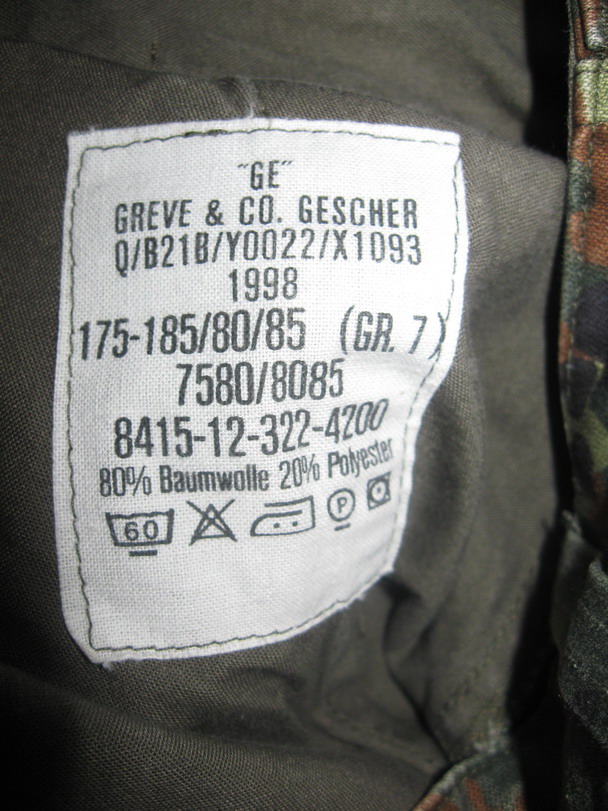 "GE"
GREVE & CO. GESCHER
Q/B21B/Y0022/X1093
1998
175-185/80/85 (GR. 7)
7580/8085
8415-12-322-4200
80% Baumwolle 20% Polyester
60 P